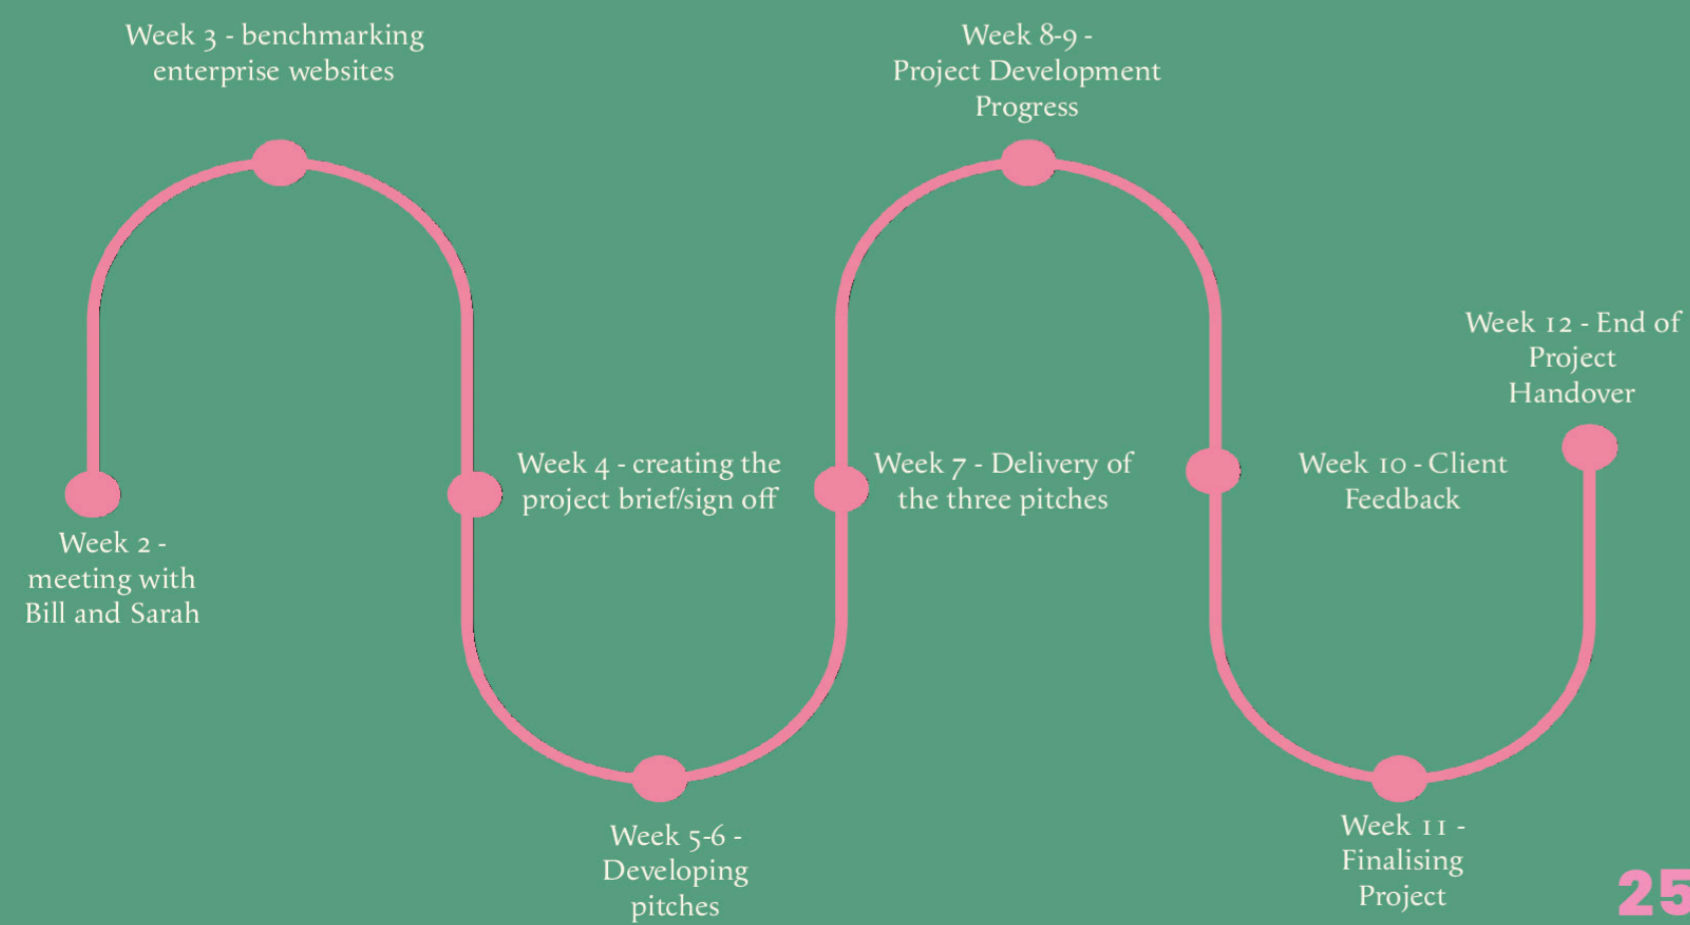 Week 2 -
meeting with
Bill and Sarah
Week 3 - benchmarking
enterprise websites
Week 4 - creating the
project brief/sign off
Week 5-6 -
Developing
pitches
Week 7 - Delivery of
the three pitches
Week 8-9 -
Project Development
Progress
Week 10 - Client
Feedback
Week 11 -
Finalising
Project
Week 12 - End of
Project
Handover
25